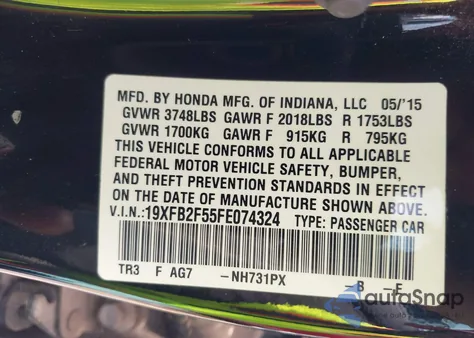 MFD. BY HONDA MFG. OF INDIANA, LLC 05/'15
GVWR 3748LBS GAWR F 2018LBS R 1753LBS
GVWR 1700KG GAWR F 915KG R 795KG
THIS VEHICLE CONFORMS TO ALL APPLICABLE
FEDERAL MOTOR VEHICLE SAFETY, BUMPER,
AND THEFT PREVENTION STANDARDS IN EFFECT
ON THE DATE OF MANUFACTURE SHOWN ABOVE.
V.I.N.:19XFB2F55FE074324 TYPE: PASSENGER CAR
TR3 F AG7 -NH731PX -B -E
autoSnap